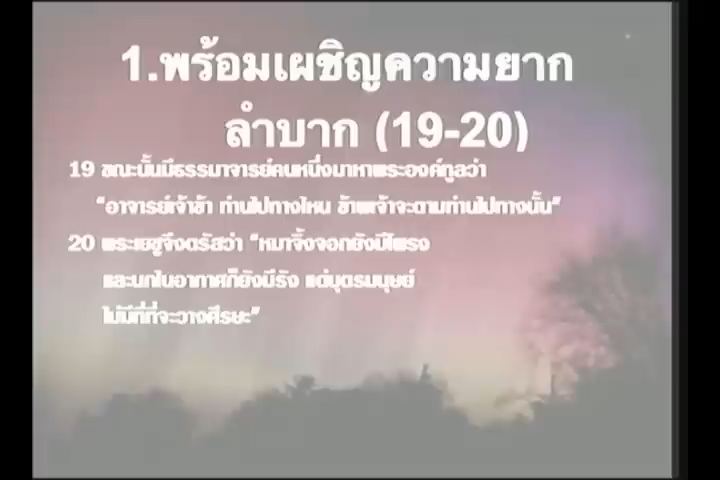 1.พร้อมเผชิญความยาก
ลำบาก (19-20)
19 ขณะนั้นมีธรรมาจารย์คนหนึ่งมาหาพระองค์ทูลว่า
“อาจารย์เจ้าข้า ท่านไปทางไหน ข้าพเจ้าจะตามท่านไปทางนั้น”
20 พระเยซูจึงตรัสว่า “หมาจิ้งจอกยังมีโพรง
และนกในอากาศก็ยังมีรัง แต่บุตรมนุษย์
ไม่มีที่ที่จะวางศีรษะ”